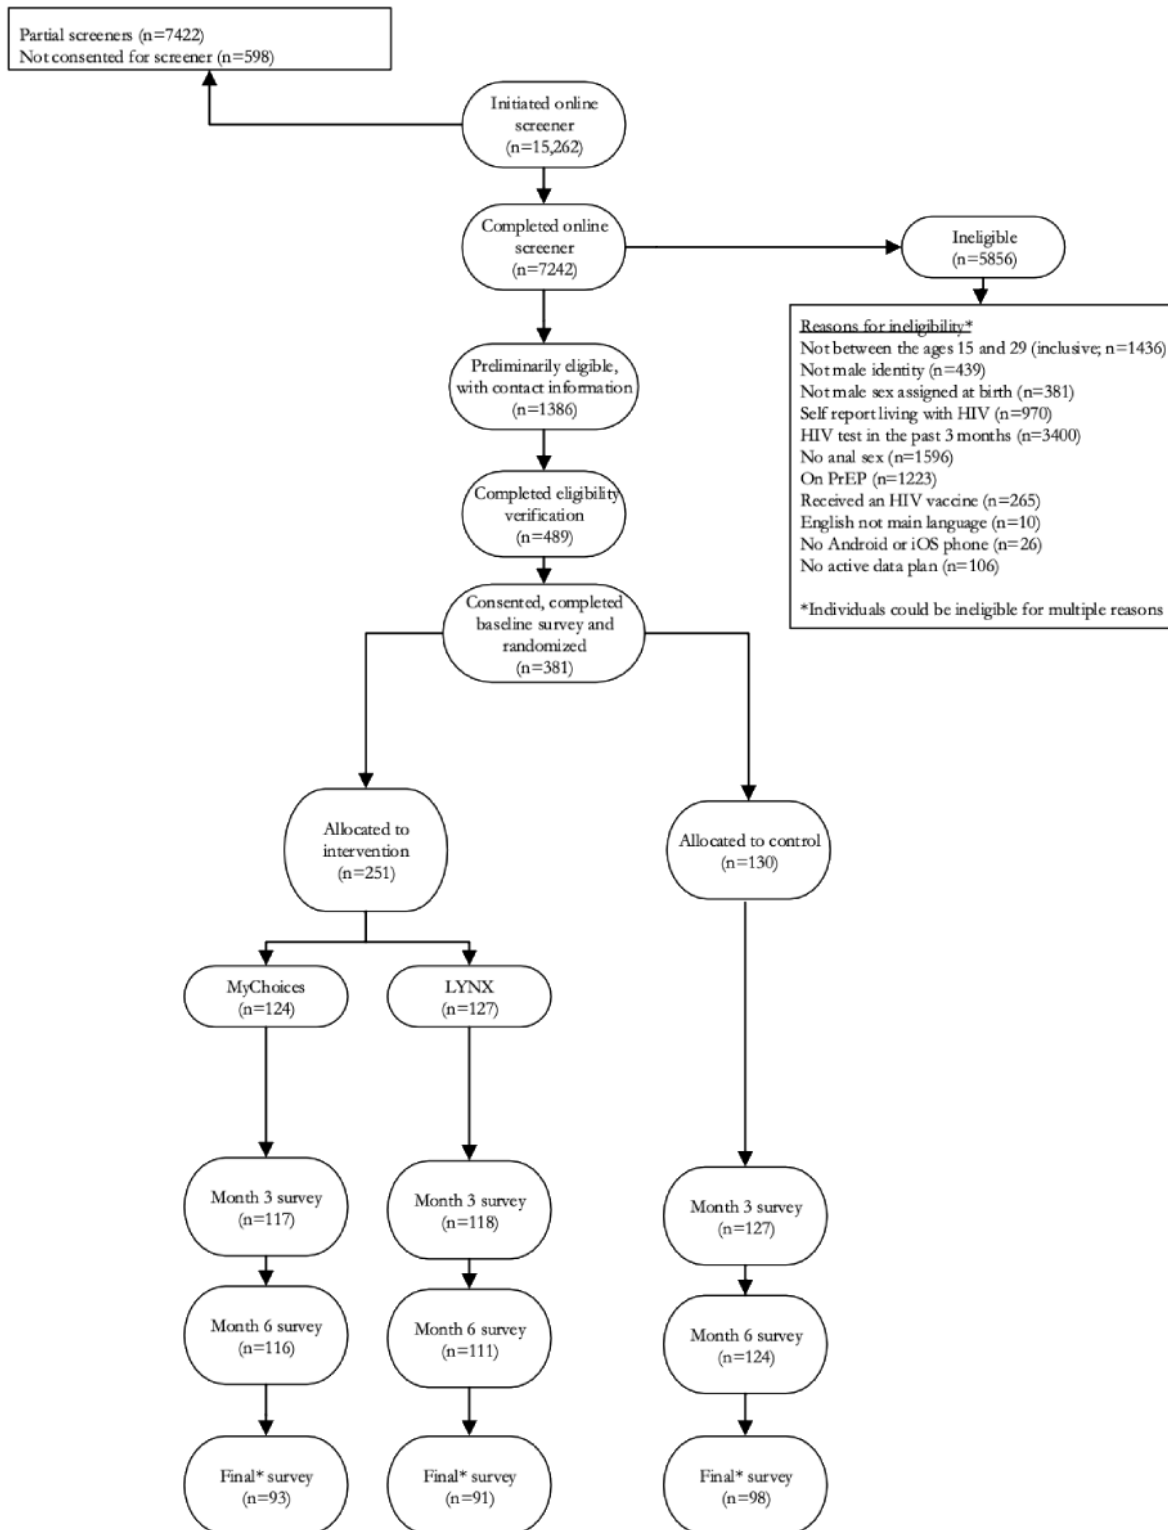 Partial screeners (n=7422)
Not consented for screener (n=598)
Initiated online
screener
(n=15,262)
Completed online
screener
(n=7242)
Ineligible
(n=5856)
Reasons for ineligibility*
Not between the ages 15 and 29 (inclusive; n=1436)
Not male identity (n=439)
Not male sex assigned at birth (n=381)
Self report living with HIV (n=970)
HIV test in the past 3 months (n=3400)
No anal sex (n=1596)
On PrEP (n=1223)
Received an HIV vaccine (n=265)
English not main language (n=10)
No Android or iOS phone (n=26)
No active data plan (n=106)
*Individuals could be ineligible for multiple reasons
Preliminarily eligible,
with contact information
(n=1386)
Completed eligibility
verification
(n=489)
Consented, completed
baseline survey and
randomized
(n=381)
Allocated to
intervention
(n=251)
Allocated to control
(n=130)
MyChoices
(n=124)
LYNX
(n=127)
Month 3 survey
(n=117)
Month 3 survey
(n=118)
Month 3 survey
(n=127)
Month 6 survey
(n=116)
Month 6 survey
(n=111)
Month 6 survey
(n=124)
Final* survey
(n=93)
Final* survey
(n=91)
Final* survey
(n=98)